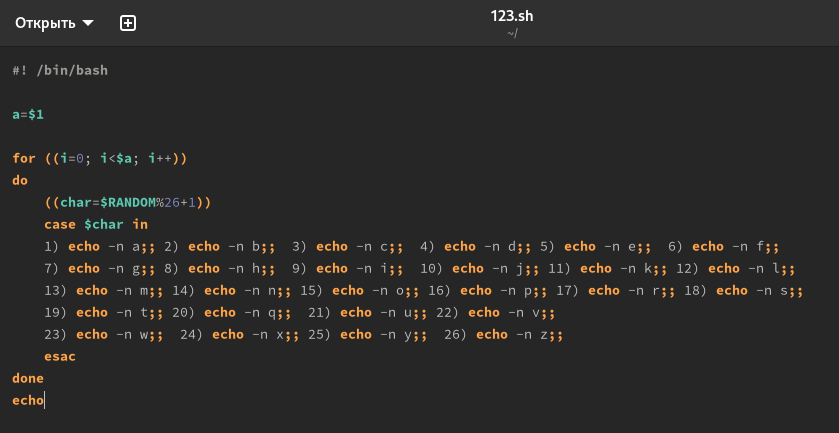 Открыть
123.sh
~/
#! /bin/bash
a=$1
for ((i=0; i<$a; i++))
do
    ((char=$RANDOM%26+1))
    case $char in
    1) echo -n a;; 2) echo -n b;;  3) echo -n c;;  4) echo -n d;; 5) echo -n e;;  6) echo -n f;;
    7) echo -n g;; 8) echo -n h;;  9) echo -n i;;  10) echo -n j;; 11) echo -n k;; 12) echo -n l;;
    13) echo -n m;; 14) echo -n n;; 15) echo -n o;; 16) echo -n p;; 17) echo -n r;; 18) echo -n s;;
    19) echo -n t;; 20) echo -n q;;  21) echo -n u;; 22) echo -n v;;
    23) echo -n w;;  24) echo -n x;; 25) echo -n y;;  26) echo -n z;;
    esac
done
echo